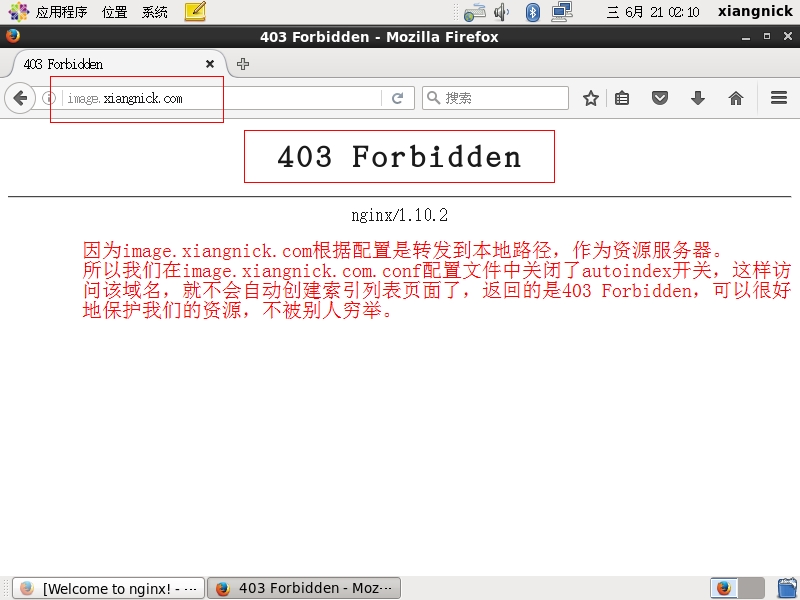 应用程序 位置 系统 三 6月 21 02:10 xiangnick
403 Forbidden - Mozilla Firefox
403 Forbidden
image.xiangnick.com 搜索
403 Forbidden
nginx/1.10.2
因为image.xiangnick.com根据配置是转发到本地路径，作为资源服务器。
所以我们在image.xiangnick.com.conf配置文件中关闭了autoindex开关，这样访
问该域名，就不会自动创建索引列表页面了，返回的是403 Forbidden，可以很好
地保护我们的资源，不被别人穷举。
[Welcome to nginx! - ··· 403 Forbidden - Moz···